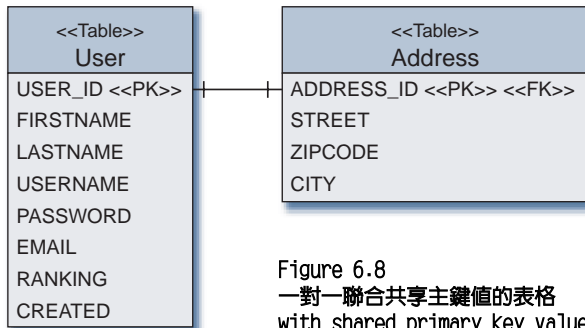 <<Table>>
User
USER_ID <<PK>>
FIRSTNAME
LASTNAME
USERNAME
PASSWORD
EMAIL
RANKING
CREATED
<<Table>>
Address
ADDRESS_ID <<PK>> <<FK>>
STREET
ZIPCODE
CITY
Figure 6.8
一對一聯合共享主鍵值的表格
with shared primary key value